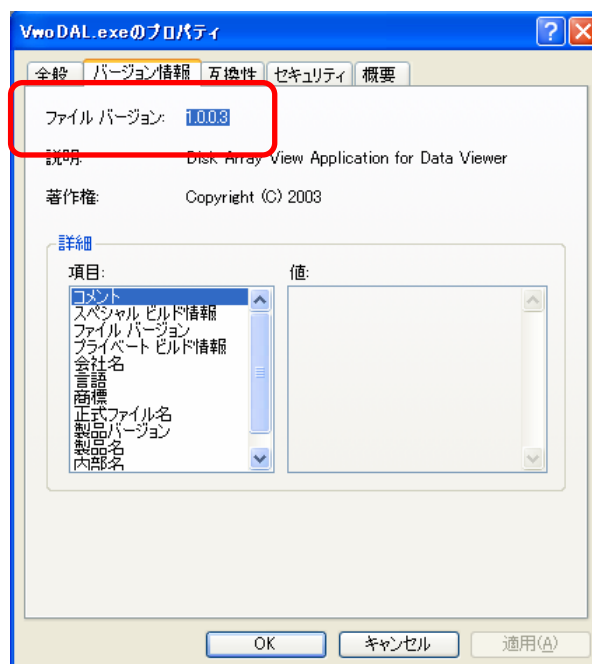 VwoDAL.exeのプロパティ
全般 バージョン情報 互換性 セキュリティ 概要
ファイル バージョン: 1.0.0.3
説明: Disk Array View Application for Data Viewer
著作権: Copyright (C) 2003
詳細
項目: 値:
コメント
スペシャル ビルド情報
ファイル バージョン
プライベート ビルド情報
会社名
言語
商標
正式ファイル名
製品バージョン
製品名
内部名
OK キャンセル 適用(A)